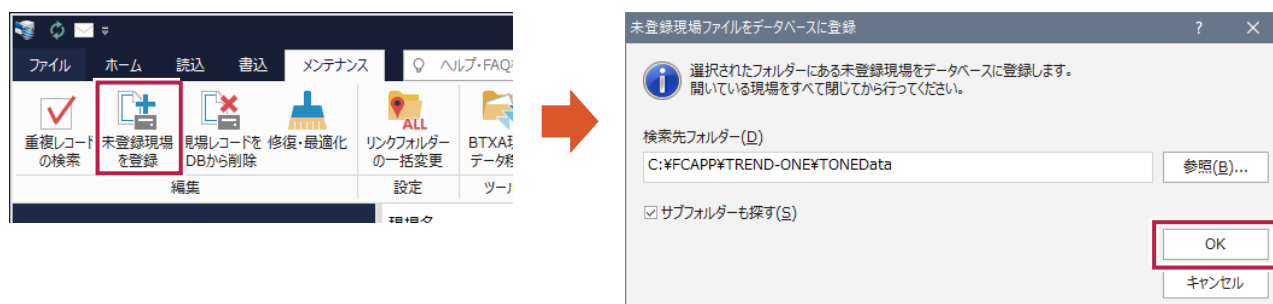 ファイル ホーム 読込 書込 メンテナンス ヘルプ・FAQ
重複レコード
の検索
未登録現場
を登録
現場レコードを
DBから削除
修復・最適化
ALL
リンクフォルダー
の一括変更
BTXA
データ
編集 設定 ツール
現場名
未登録現場ファイルをデータベースに登録 ? ×
選択されたフォルダーにある未登録現場をデータベースに登録します。
開いている現場をすべて閉じてから行ってください。
検索先フォルダー(D)
C:¥FCAPP¥TREND-ONE¥TONEData
参照(B)...
サブフォルダーも探す(S)
OK
キャンセル